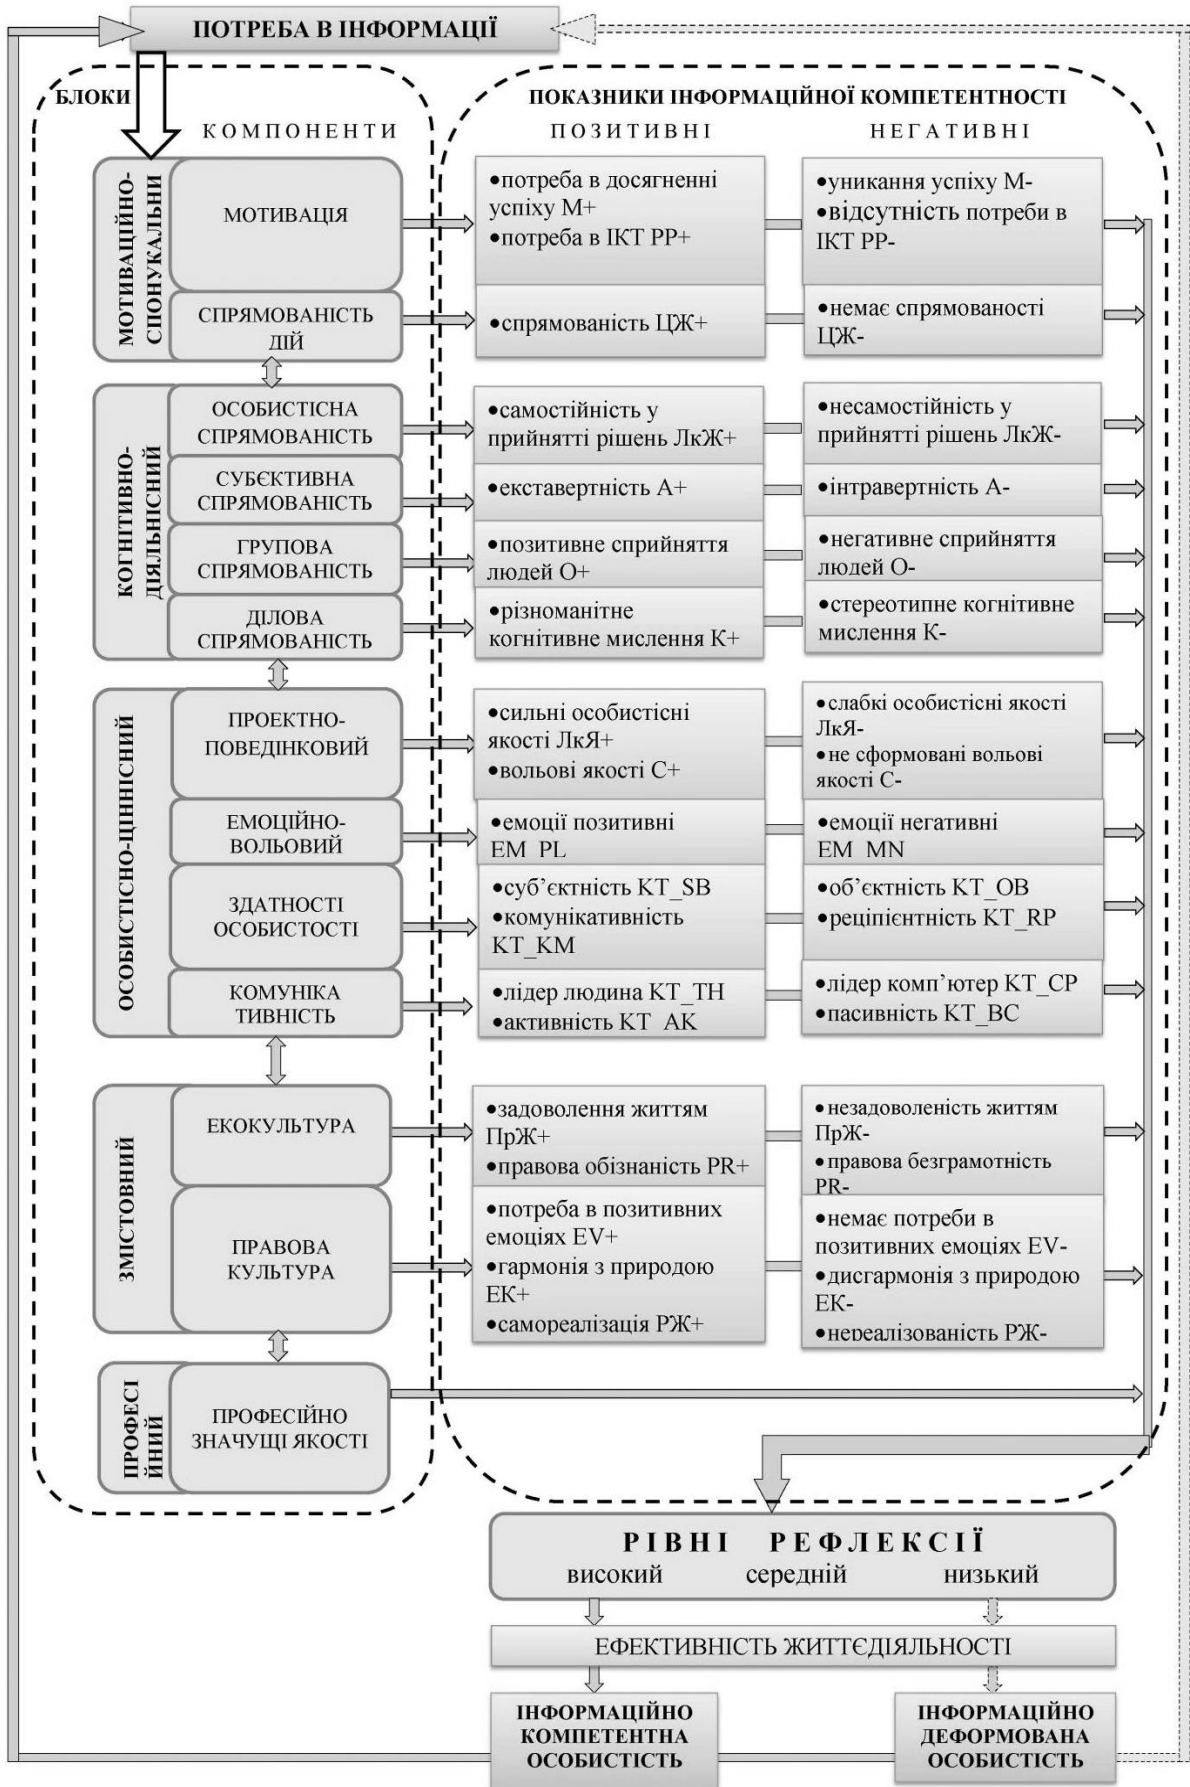 ПОТРЕБА В ІНФОРМАЦІЇ
БЛОКИ
КОМПОНЕНТИ
ПОКАЗНИКИ ІНФОРМАЦІЙНОЇ КОМПЕТЕНТНОСТІ
ПОЗИТИВНІ
НЕГАТИВНІ
МОТИВАЦІЙНО-
СПОНУКАЛЬНИ
МОТИВАЦІЯ
•потреба в досягненні
успіху М+
•потреба в ІКТ РР+
•уникання успіху М-
•відсутність потреби в
ІКТ РР-
СПРЯМОВАНІСТЬ
ДІЙ
•спрямованість ЦЖ+
•немає спрямованості
ЦЖ-
КОГНІТИВНО-
ДІЯЛЬНІСНИЙ
ОСОБИСТІСНА
СПРЯМОВАНІСТЬ
•самостійність у
прийнятті рішень ЛкЖ+
•несамостійність у
прийнятті рішень ЛкЖ-
СУБЄКТИВНА
СПРЯМОВАНІСТЬ
•екставертність А+
•інтравертність А-
ГРУПОВА
СПРЯМОВАНІСТЬ
•позитивне сприйняття
людей О+
•негативне сприйняття
людей О-
ДІЛОВА
СПРЯМОВАНІСТЬ
•різноманітне
когнітивне мислення К+
•стереотипне когнітивне
мислення К-
ОСОБИСТІСНО-ЦІННІСНИЙ
ПРОЕКТНО-
ПОВЕДІНКОВИЙ
•сильні особистісні
якості ЛкЯ+
•вольові якості С+
•слабкі особистісні якості
ЛкЯ-
•не сформовані вольові
якості С-
ЕМОЦІЙНО-
ВОЛЬОВИЙ
•емоції позитивні
EM_PL
•емоції негативні
EM_MN
ЗДАТНОСТІ
ОСОБИСТОСТІ
•суб’єктність KT_SB
•комунікативність
KT_KM
•об’єктність KT_OB
•реціпієнтність KT_RP
КОМУНІКА
ТИВНІСТЬ
•лідер людина KT_TH
•активність KT_AK
•лідер комп’ютер KT_CP
•пасивність KT_BC
ЗМІСТОВНИЙ
ЕКОКУЛЬТУРА
•задоволення життям
ПрЖ+
•правова обізнаність PR+
•незадоволеність життям
ПрЖ-
•правова безграмотність
PR-
ПРАВОВА
КУЛЬТУРА
•потреба в позитивних
емоціях EV+
•гармонія з природою
ЕК+
•самореалізація РЖ+
•немає потреби в
позитивних емоціях EV-
•дисгармонія з природою
ЕК-
•нереалізованість РЖ-
ПРОФЕСІ
ЙНИЙ
ПРОФЕСІЙНО
ЗНАЧУЩІ ЯКОСТІ
РІВНІ РЕФЛЕКСІЇ
високий середній низький
ЕФЕКТИВНІСТЬ ЖИТТЄДІЯЛЬНОСТІ
ІНФОРМАЦІЙНО
КОМПЕТЕНТНА
ОСОБИСТІСТЬ
ІНФОРМАЦІЙНО
ДЕФОРМОВАНА
ОСОБИСТІСТЬ